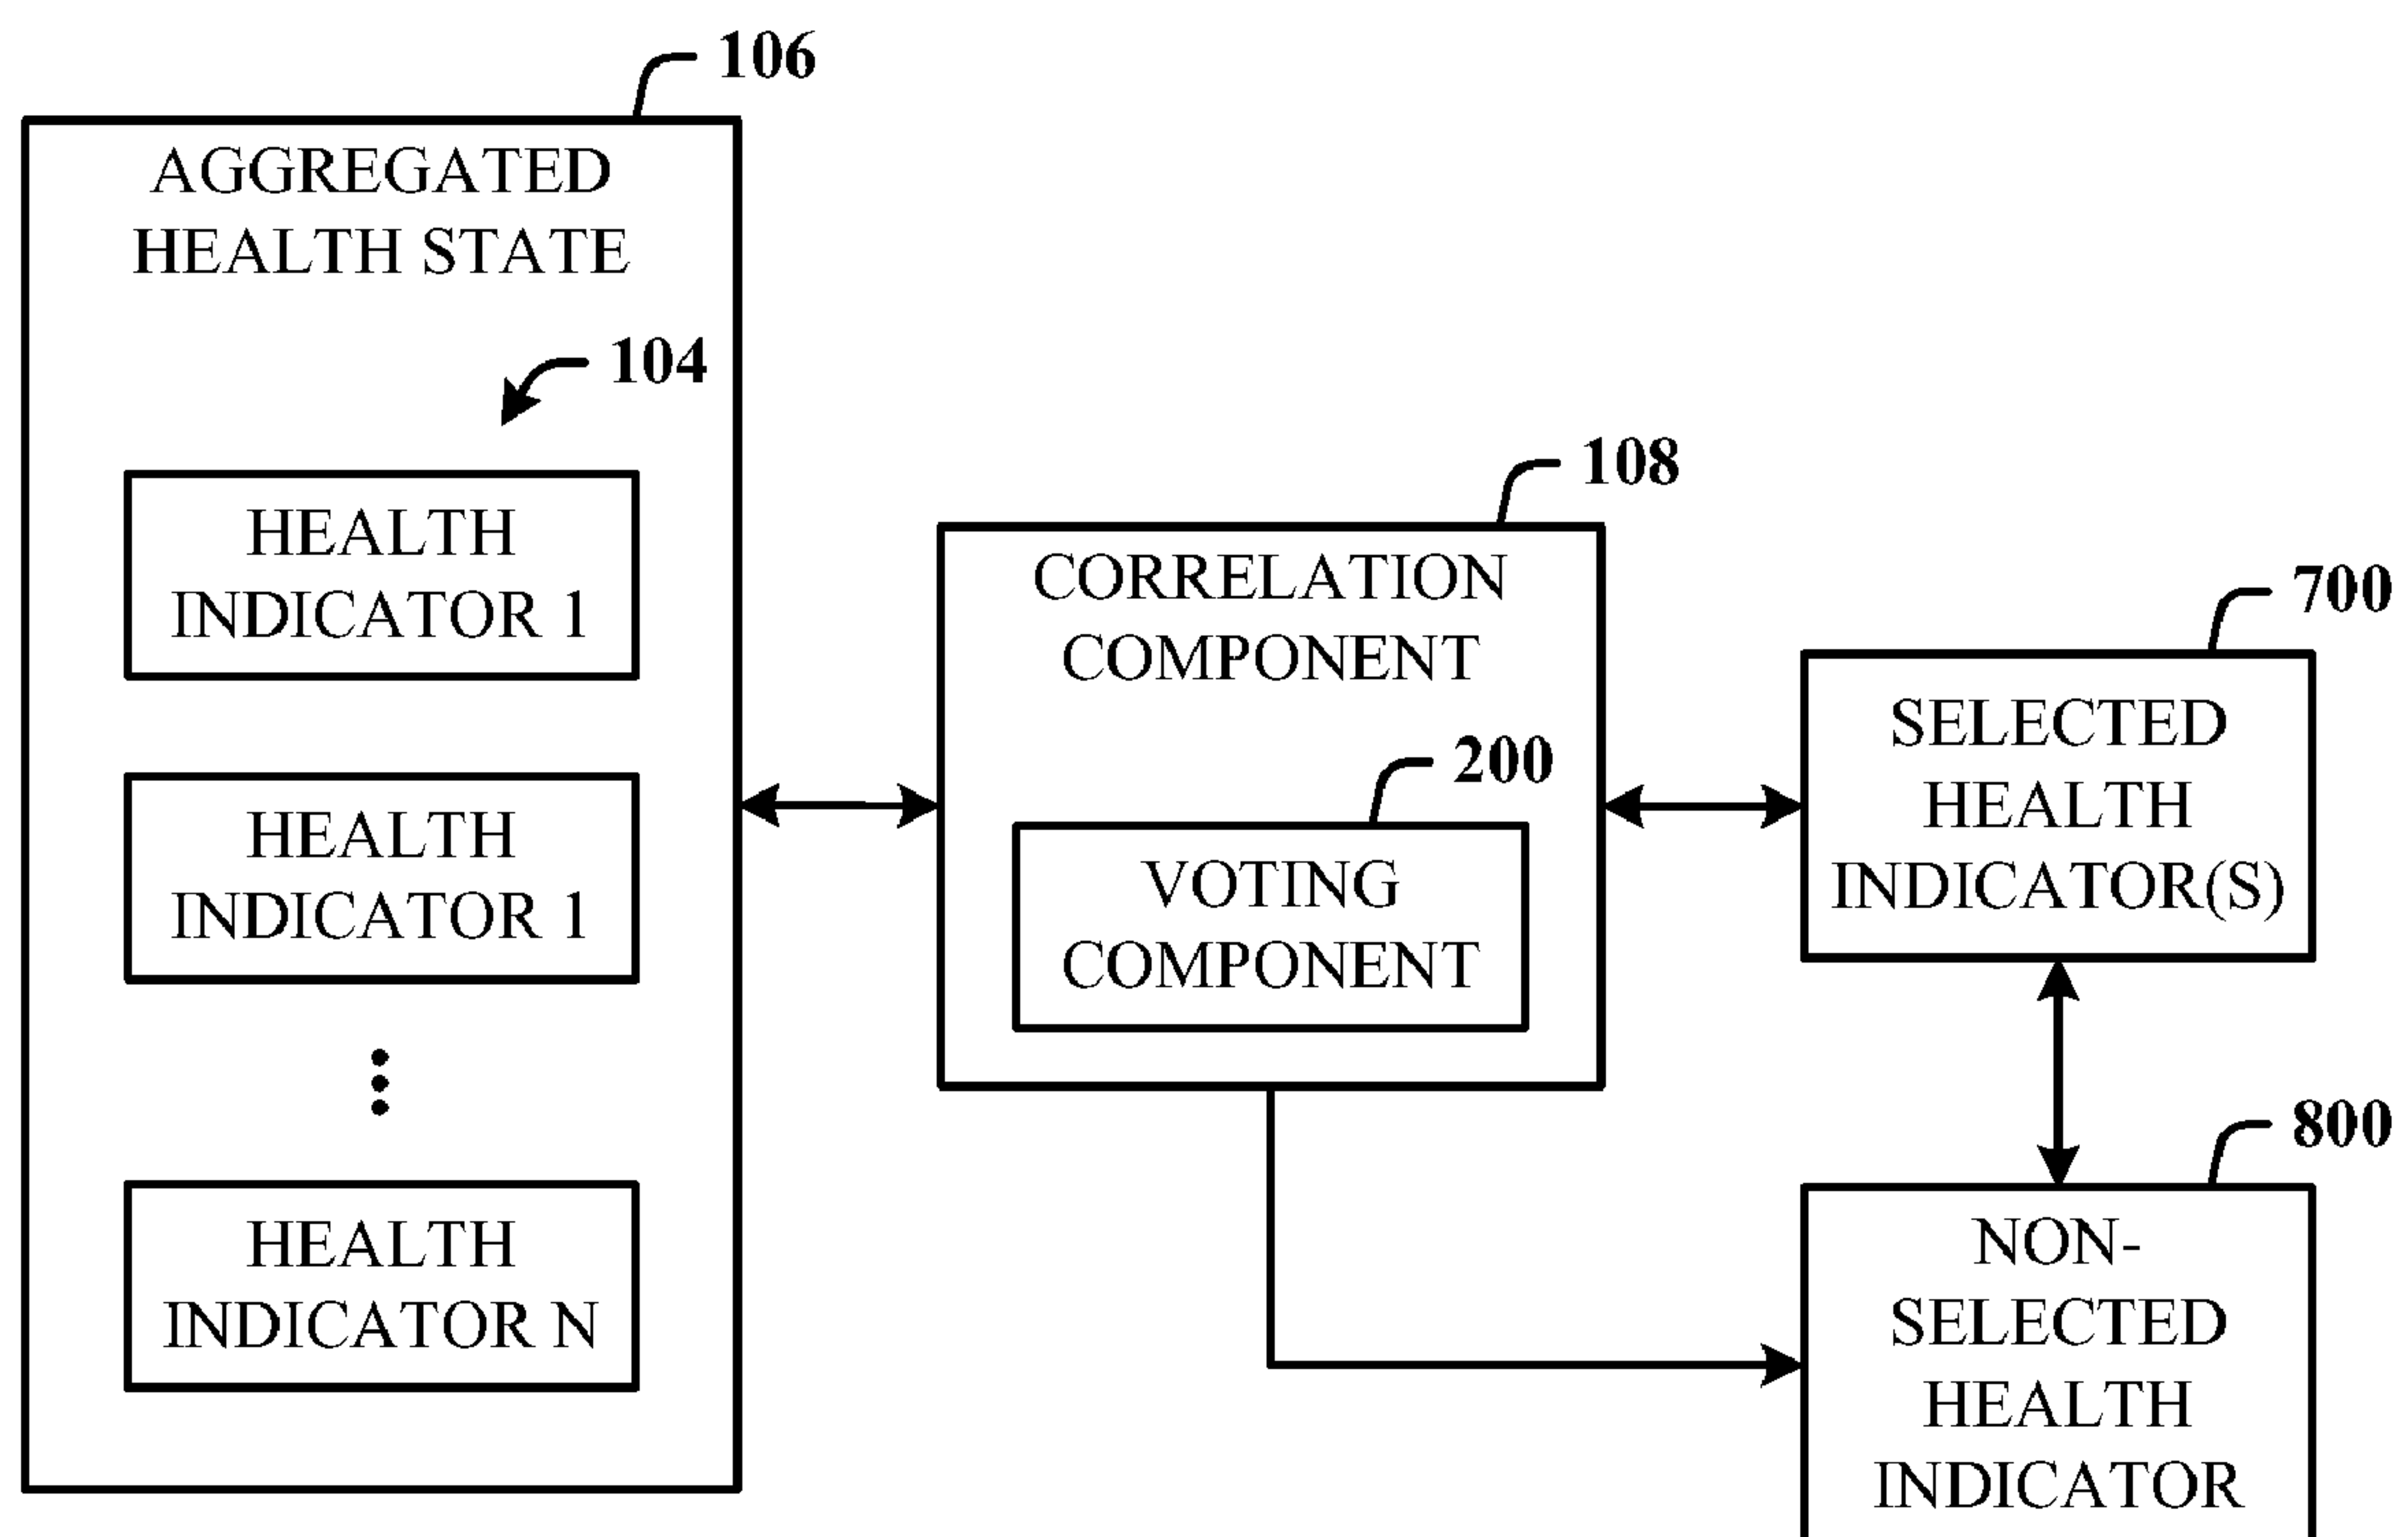 106
AGGREGATED
HEALTH STATE
104
HEALTH
INDICATOR 1
HEALTH
INDICATOR 1
HEALTH
INDICATOR N
108
CORRELATION
COMPONENT
200
VOTING
COMPONENT
700
SELECTED
HEALTH
INDICATOR(S)
800
NON-
SELECTED
HEALTH
INDICATOR